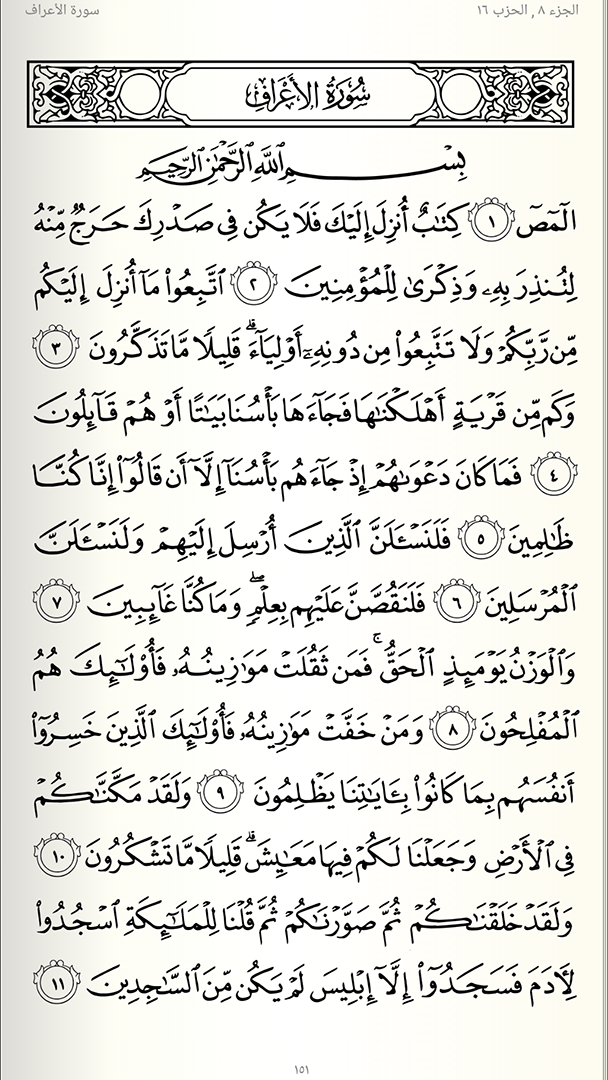 الجزء ٨, الحزب ١٦
سورة الأعراف
سُورَةُ الأَعْرَافِ
بِسْمِ ٱللَّهِ ٱلرَّحْمَٰنِ ٱلرَّحِيمِ
الٓمٓصٓ ١ كِتَٰبٌ أُنزِلَ إِلَيْكَ فَلَا يَكُن فِى صَدْرِكَ حَرَجٌ مِّنْهُ
لِتُنذِرَ بِهِۦ وَذِكْرَىٰ لِلْمُؤْمِنِينَ ٢ ٱتَّبِعُوا۟ مَآ أُنزِلَ إِلَيْكُم
مِّن رَّبِّكُمْ وَلَا تَتَّبِعُوا۟ مِن دُونِهِۦٓ أَوْلِيَآءَ ۗ قَلِيلًا مَّا تَذَكَّرُونَ ٣
وَكَم مِّن قَرْيَةٍ أَهْلَكْنَٰهَا فَجَآءَهَا بَأْسُنَا بَيَٰتًا أَوْ هُمْ قَآئِلُونَ
٤ فَمَا كَانَ دَعْوَىٰهُمْ إِذْ جَآءَهُم بَأْسُنَآ إِلَّآ أَن قَالُوٓا۟ إِنَّا كُنَّا
ظَٰلِمِينَ ٥ فَلَنَسْـَٔلَنَّ ٱلَّذِينَ أُرْسِلَ إِلَيْهِمْ وَلَنَسْـَٔلَنَّ
ٱلْمُرْسَلِينَ ٦ فَلَنَقُصَّنَّ عَلَيْهِم بِعِلْمٍ ۖ وَمَا كُنَّا غَآئِبِينَ ٧
وَٱلْوَزْنُ يَوْمَئِذٍ ٱلْحَقُّ ۚ فَمَن ثَقُلَتْ مَوَٰزِينُهُۥ فَأُو۟لَٰٓئِكَ هُمُ
ٱلْمُفْلِحُونَ ٨ وَمَنْ خَفَّتْ مَوَٰزِينُهُۥ فَأُو۟لَٰٓئِكَ ٱلَّذِينَ خَسِرُوٓا۟
أَنفُسَهُم بِمَا كَانُوا۟ بِـَٔايَٰتِنَا يَظْلِمُونَ ٩ وَلَقَدْ مَكَّنَّٰكُمْ
فِى ٱلْأَرْضِ وَجَعَلْنَا لَكُمْ فِيهَا مَعَٰيِشَ ۗ قَلِيلًا مَّا تَشْكُرُونَ ١٠
وَلَقَدْ خَلَقْنَٰكُمْ ثُمَّ صَوَّرْنَٰكُمْ ثُمَّ قُلْنَا لِلْمَلَٰٓئِكَةِ ٱسْجُدُوا۟
لِـَٔادَمَ فَسَجَدُوٓا۟ إِلَّآ إِبْلِيسَ لَمْ يَكُن مِّنَ ٱلسَّٰجِدِينَ ١١
١٥١